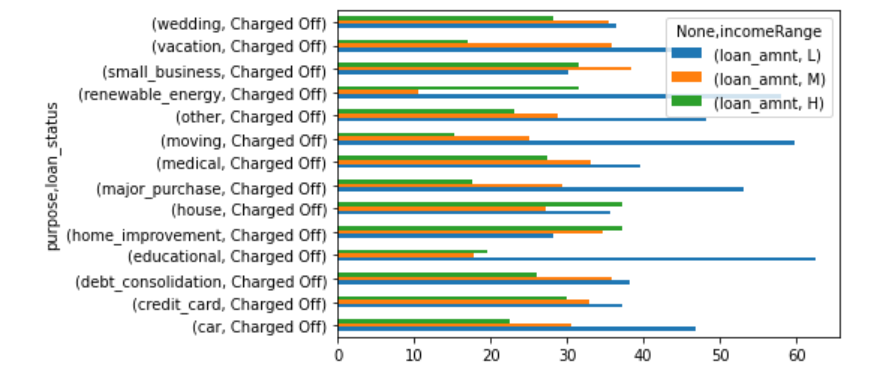 (wedding, Charged Off)
(vacation, Charged Off)
(small_business, Charged Off)
(renewable_energy, Charged Off)
(other, Charged Off)
(moving, Charged Off)
(medical, Charged Off)
(major_purchase, Charged Off)
(house, Charged Off)
(home_improvement, Charged Off)
(educational, Charged Off)
(debt_consolidation, Charged Off)
(credit_card, Charged Off)
(car, Charged Off)
purpose,loan_status
None,incomeRange
(loan_amnt, L)
(loan_amnt, M)
(loan_amnt, H)
0 10 20 30 40 50 60